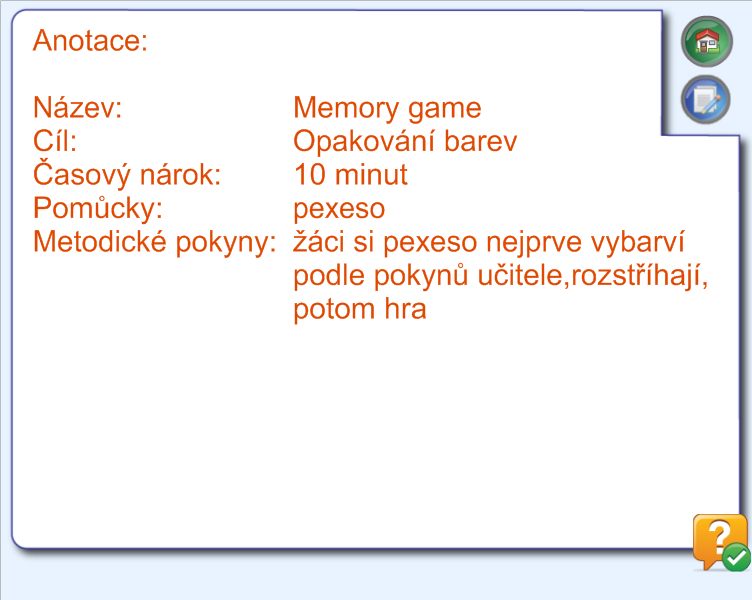 Anotace:
Název: Memory game
Cíl: Opakování barev
Časový nárok: 10 minut
Pomůcky: pexeso
Metodické pokyny: žáci si pexeso nejprve vybarví
podle pokynů učitele,rozstříhají,
potom hra